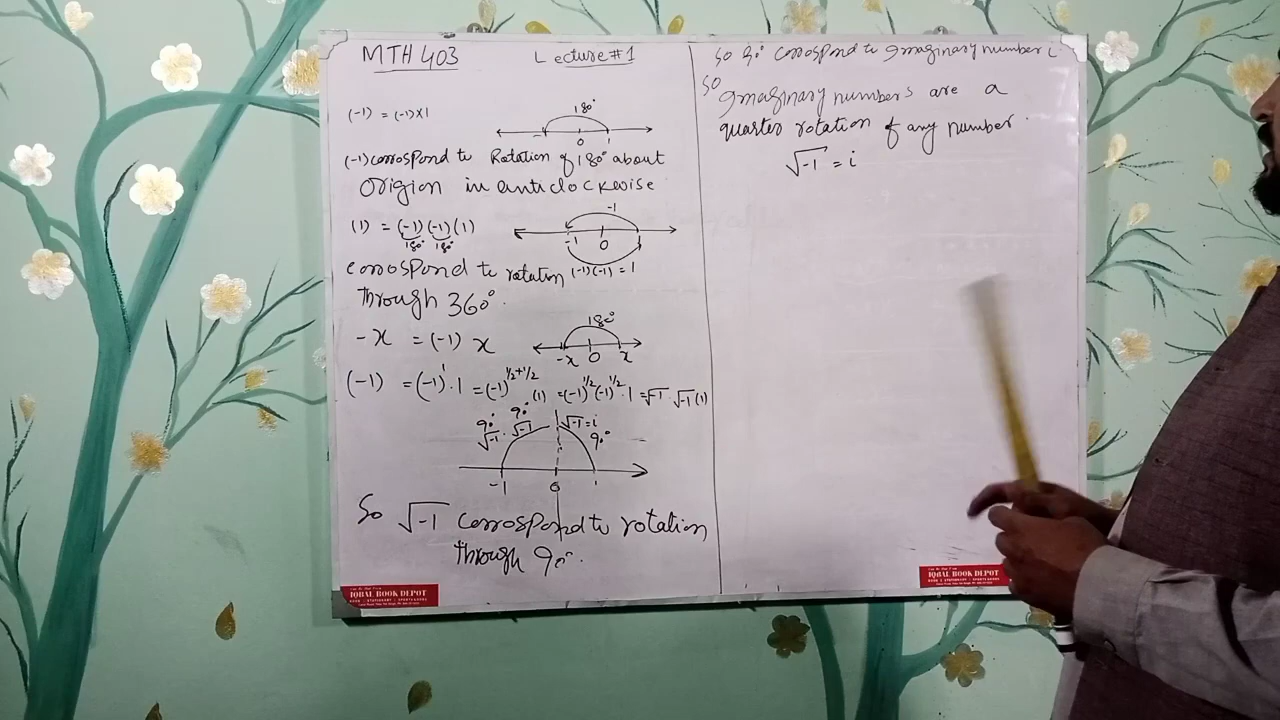 MTH 403 Lecture #1
(-1) = (-1)×1
180°
0 1
(-1) corrospond to Rotation of 180° about
origion in anticlockwise
(1) = (-1)(-1)(1)
180° 180°
-1
-1 0
(-1)(-1) = 1
corrospond to rotation
through 360°.
-x = (-1) x
180°
-x 0 x
(-1) = (-1)¹·1 = (-1)^1/2+1/2 (1) = (-1)^1/2 (-1)^1/2 ·1 = √-1 · √-1 (1)
90° 90°
√-1 · √-1 √-1 = i
90°
-1 0 1
So √-1 corrospond to rotation
through 90°.
IQBAL BOOK DEPOT
So 90° corrospond to Imaginary number i
So
Imaginary numbers are a
quarter rotation of any number.
√-1 = i
IQBAL BOOK DEPOT